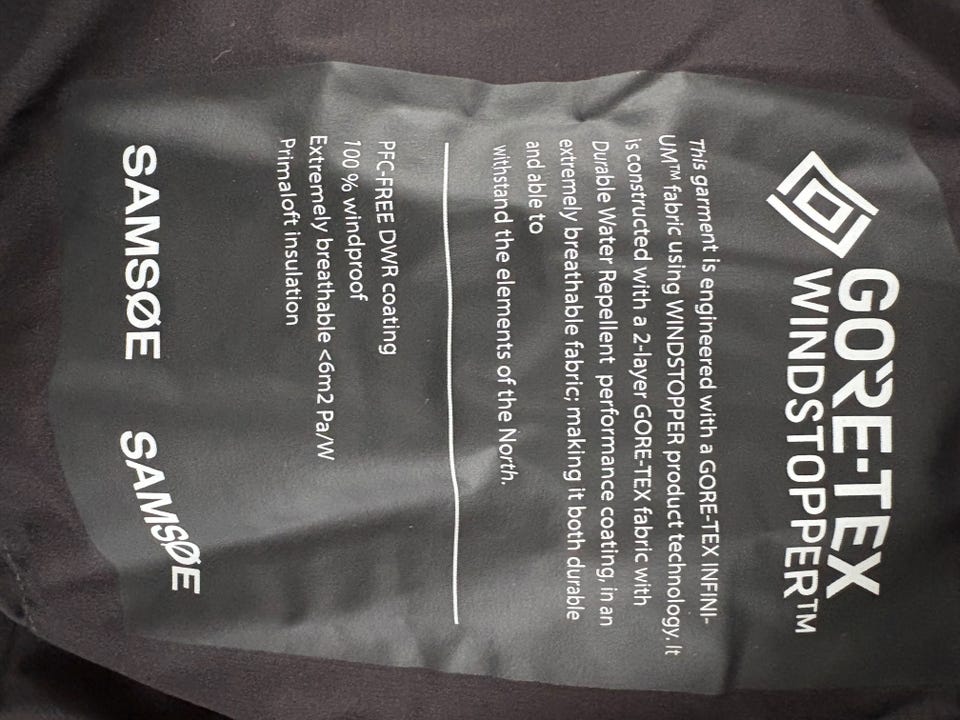 GORE-TEX
WINDSTOPPER™
This garment is engineered with a GORE-TEX INFINI-
UM™ fabric using WINDSTOPPER product technology. It
is constructed with a 2-layer GORE-TEX fabric with
Durable Water Repellent performance coating, in an
extremely breathable fabric; making it both durable
and able to
withstand the elements of the North.
PFC-FREE DWR coating
100 % windproof
Extremely breathable <6m2 Pa/W
Primaloft insulation
SAMSØE SAMSØE